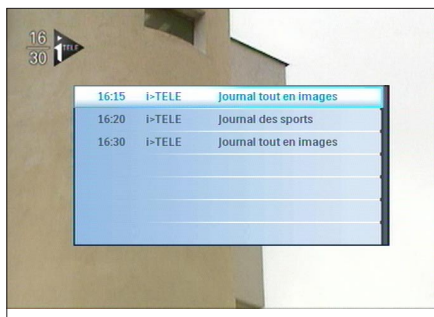 16
30
i TELE
16:15 i>TELE Journal tout en images
16:20 i>TELE Journal des sports
16:30 i>TELE Journal tout en images